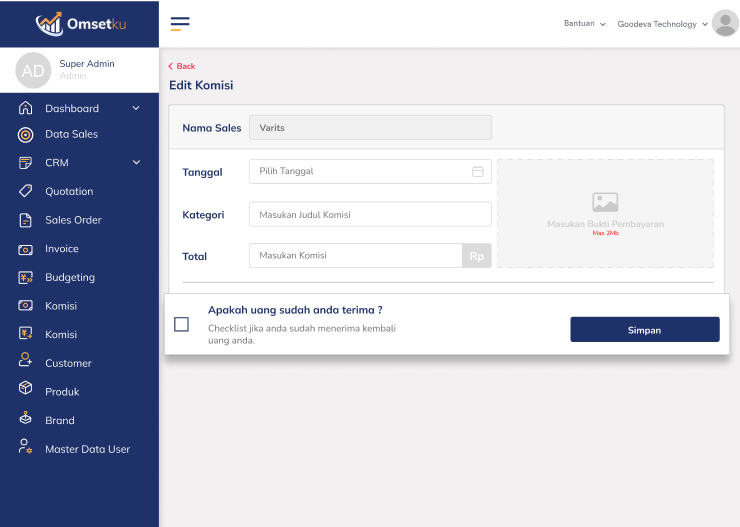 Omsetku
Bantuan
Goodeva Technology
AD
Super Admin
Admin
Dashboard
Data Sales
CRM
Quotation
Sales Order
Invoice
Budgeting
Komisi
Komisi
Customer
Produk
Brand
Master Data User
Back
Edit Komisi
Nama Sales
Varits
Tanggal
Pilih Tanggal
Kategori
Masukan Judul Komisi
Total
Masukan Komisi
Rp
Masukan Bukti Pembayaran
Max 2Mb
Apakah uang sudah anda terima ?
Checklist jika anda sudah menerima kembali
uang anda.
Simpan